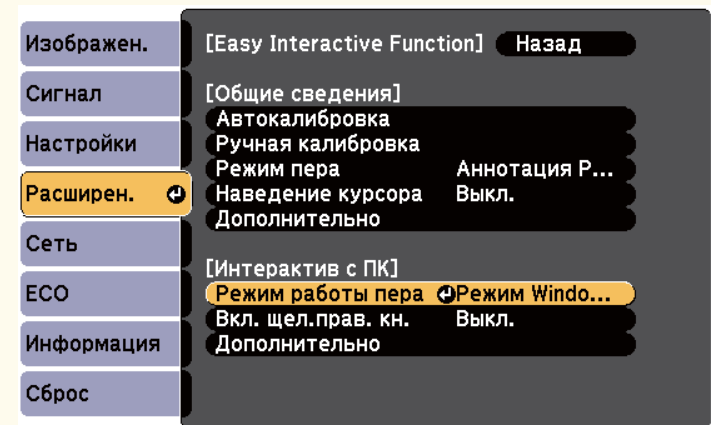 Изображен.
Сигнал
Настройки
Расширен.
Сеть
ECO
Информация
Сброс
[Easy Interactive Function] Назад
[Общие сведения]
Автокалибровка
Ручная калибровка
Режим пера Аннотация P...
Наведение курсора Выкл.
Дополнительно
[Интерактив с ПК]
Режим работы пера Режим Windo...
Вкл. щел.прав. кн. Выкл.
Дополнительно